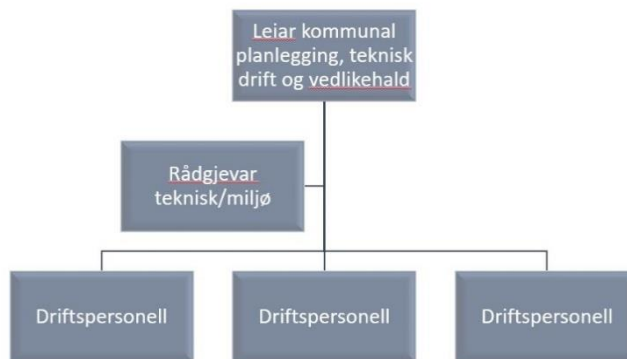 Leiar kommunal
planlegging, teknisk
drift og vedlikehald
Rådgjevar
teknisk/miljø
Driftspersonell
Driftspersonell
Driftspersonell